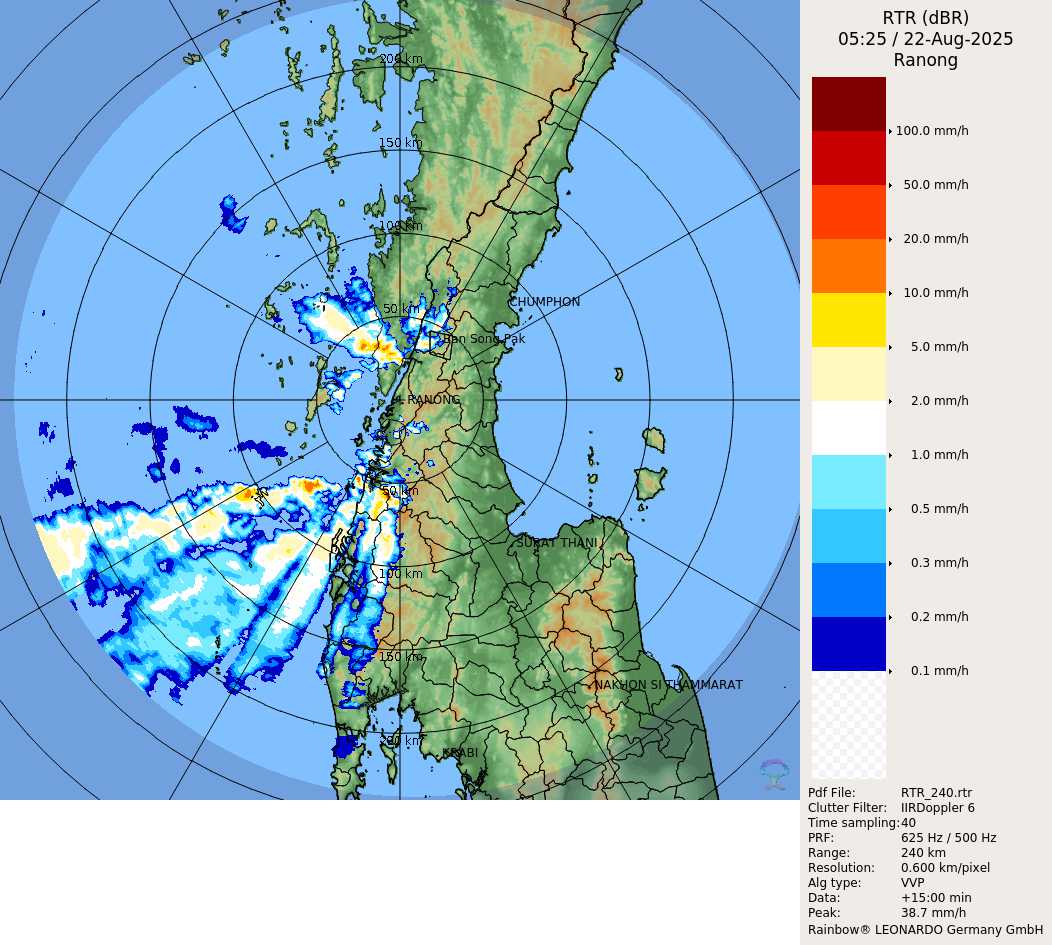 RTR (dBR)
05:25 / 22-Aug-2025
Ranong
200 km
150 km
100 km
50 km
CHUMPHON
Ban Song Pak
RANONG
50 km
SURAT THANI
100 km
150 km
NAKHON SI THAMMARAT
200 km
KRABI
100.0 mm/h
50.0 mm/h
20.0 mm/h
10.0 mm/h
5.0 mm/h
2.0 mm/h
1.0 mm/h
0.5 mm/h
0.3 mm/h
0.2 mm/h
0.1 mm/h
Pdf File: RTR_240.rtr
Clutter Filter: IIRDoppler 6
Time sampling:40
PRF: 625 Hz / 500 Hz
Range: 240 km
Resolution: 0.600 km/pixel
Alg type: VVP
Data: +15:00 min
Peak: 38.7 mm/h
Rainbow® LEONARDO Germany GmbH